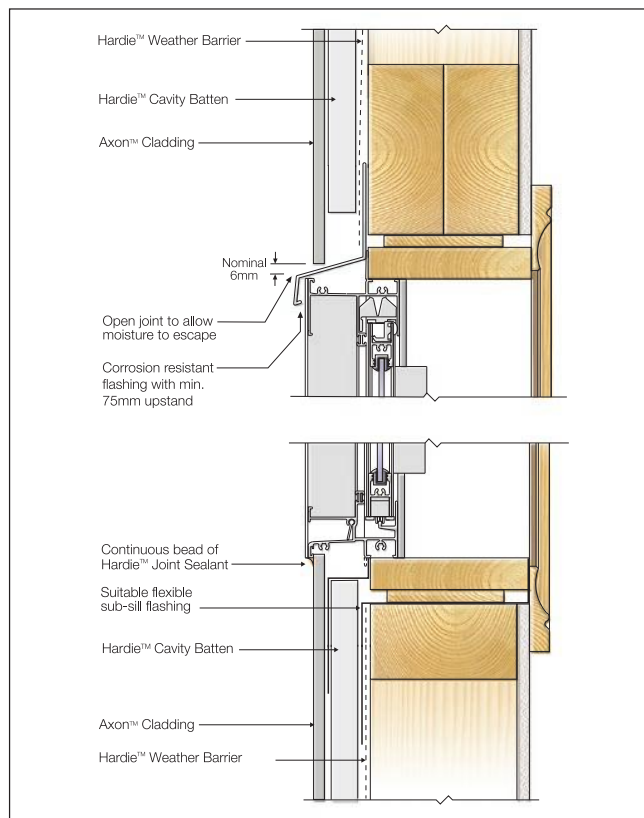 Hardie™ Weather Barrier
Hardie™ Cavity Batten
Axon™ Cladding
Nominal
6mm
Open joint to allow
moisture to escape
Corrosion resistant
flashing with min.
75mm upstand
Continuous bead of
Hardie™ Joint Sealant
Suitable flexible
sub-sill flashing
Hardie™ Cavity Batten
Axon™ Cladding
Hardie™ Weather Barrier